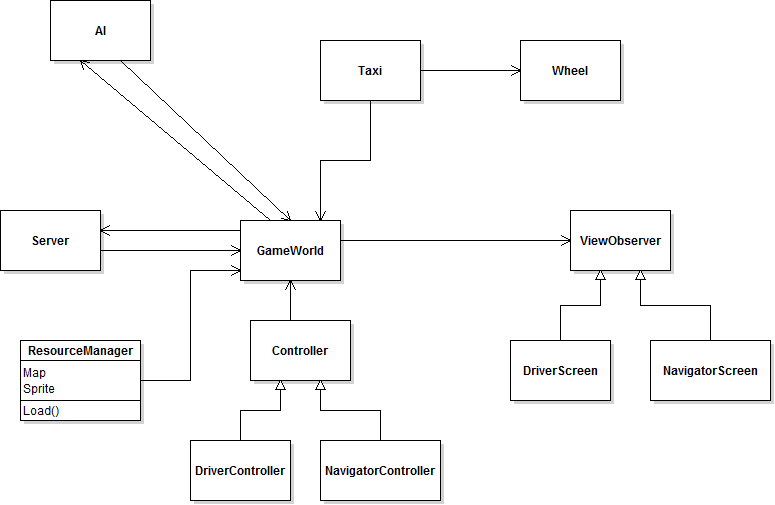 AI
Taxi
Wheel
Server
GameWorld
ViewObserver
ResourceManager
Map
Sprite
Load()
Controller
DriverScreen
NavigatorScreen
DriverController
NavigatorController